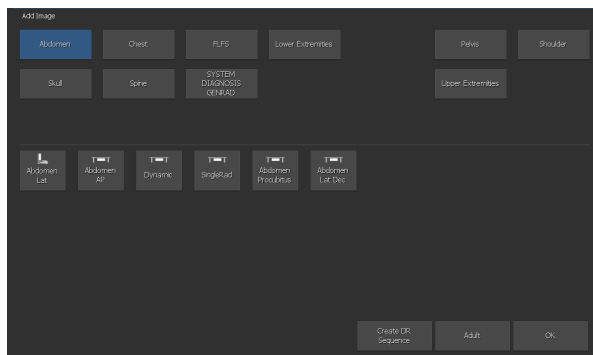 Add Image
Abdomen
Chest
FLFS
Lower Extremities
Pelvis
Shoulder
Skull
Spine
SYSTEM
DIAGNOSIS
GENRAD
Upper Extremities
Abdomen
Lat
Abdomen
AP
Dynamic
SingleRad
Abdomen
Procubitus
Abdomen
Lat Dec
Create DR
Sequence
Adult
OK